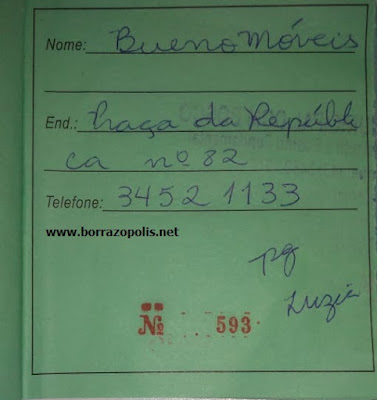 Nome: Bueno Móveis
End.: Praça da Repúbli
ca nº 82
Telefone: 3452 1133
www.borrazopolis.net
pg
Luzia
Nº 593